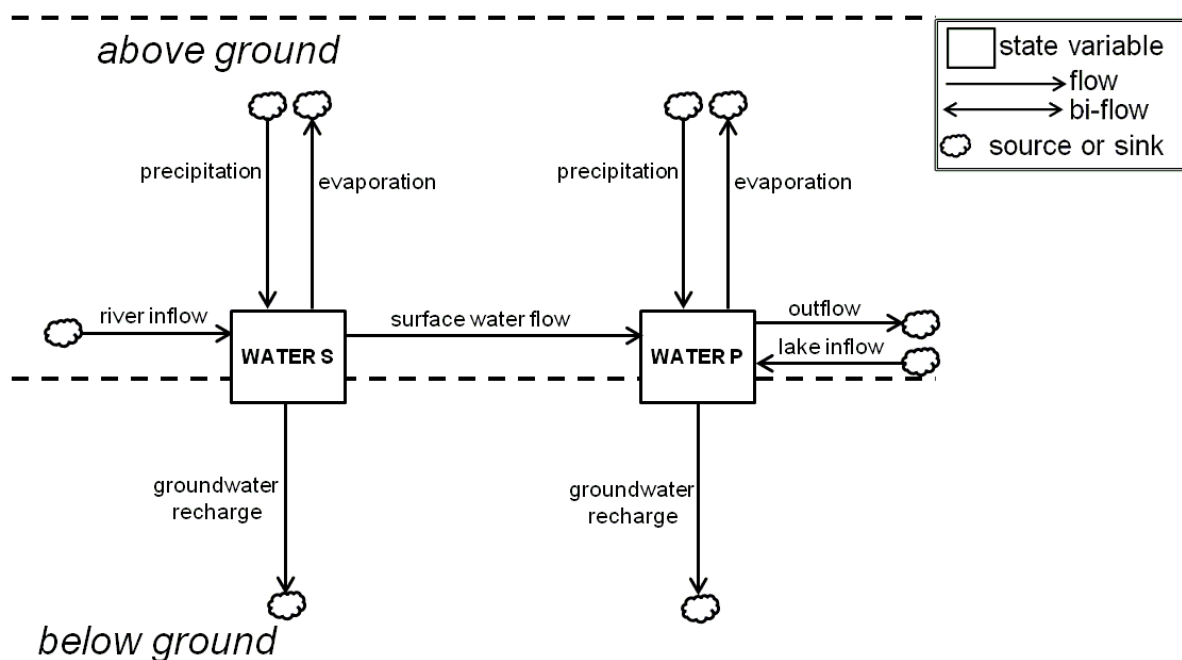 above ground
state variable
flow
bi-flow
source or sink
precipitation
evaporation
precipitation
evaporation
river inflow
surface water flow
outflow
lake inflow
WATER S
WATER P
groundwater
recharge
groundwater
recharge
below ground